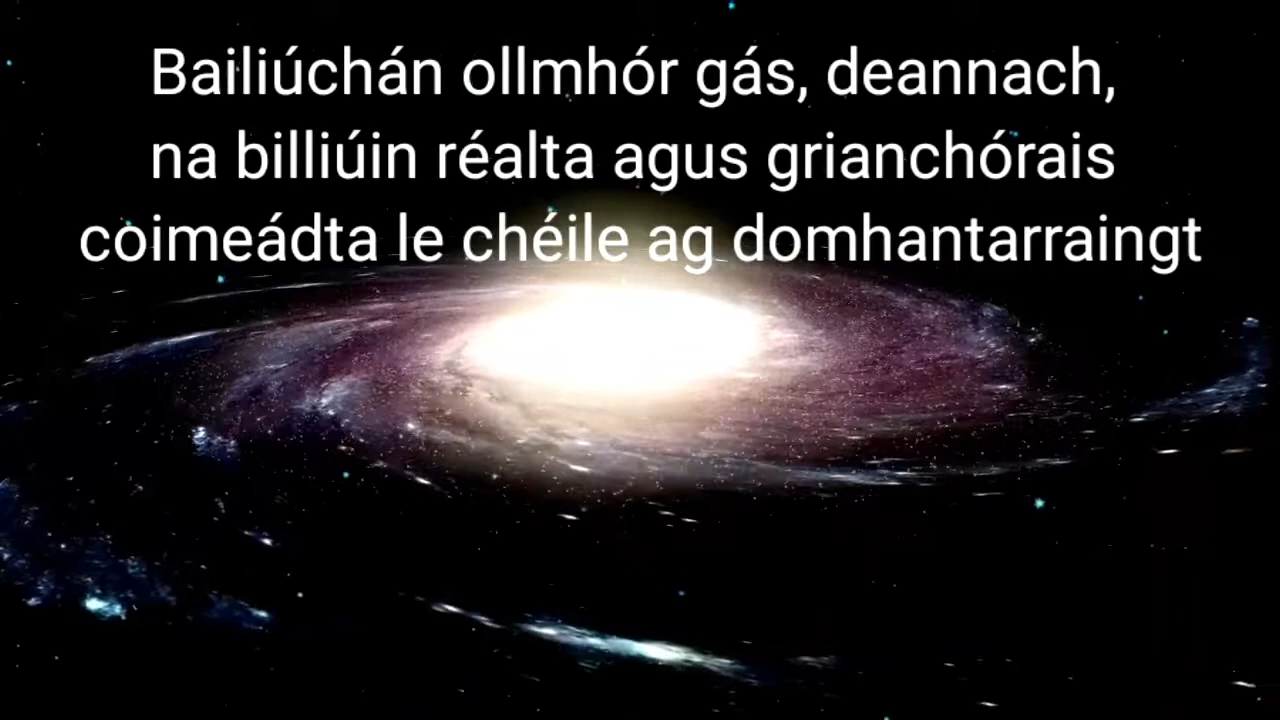 Bailiúchán ollmhór gás, deannach,
na billiúin réalta agus grianchórais
coimeádta le chéile ag domhantarraingt